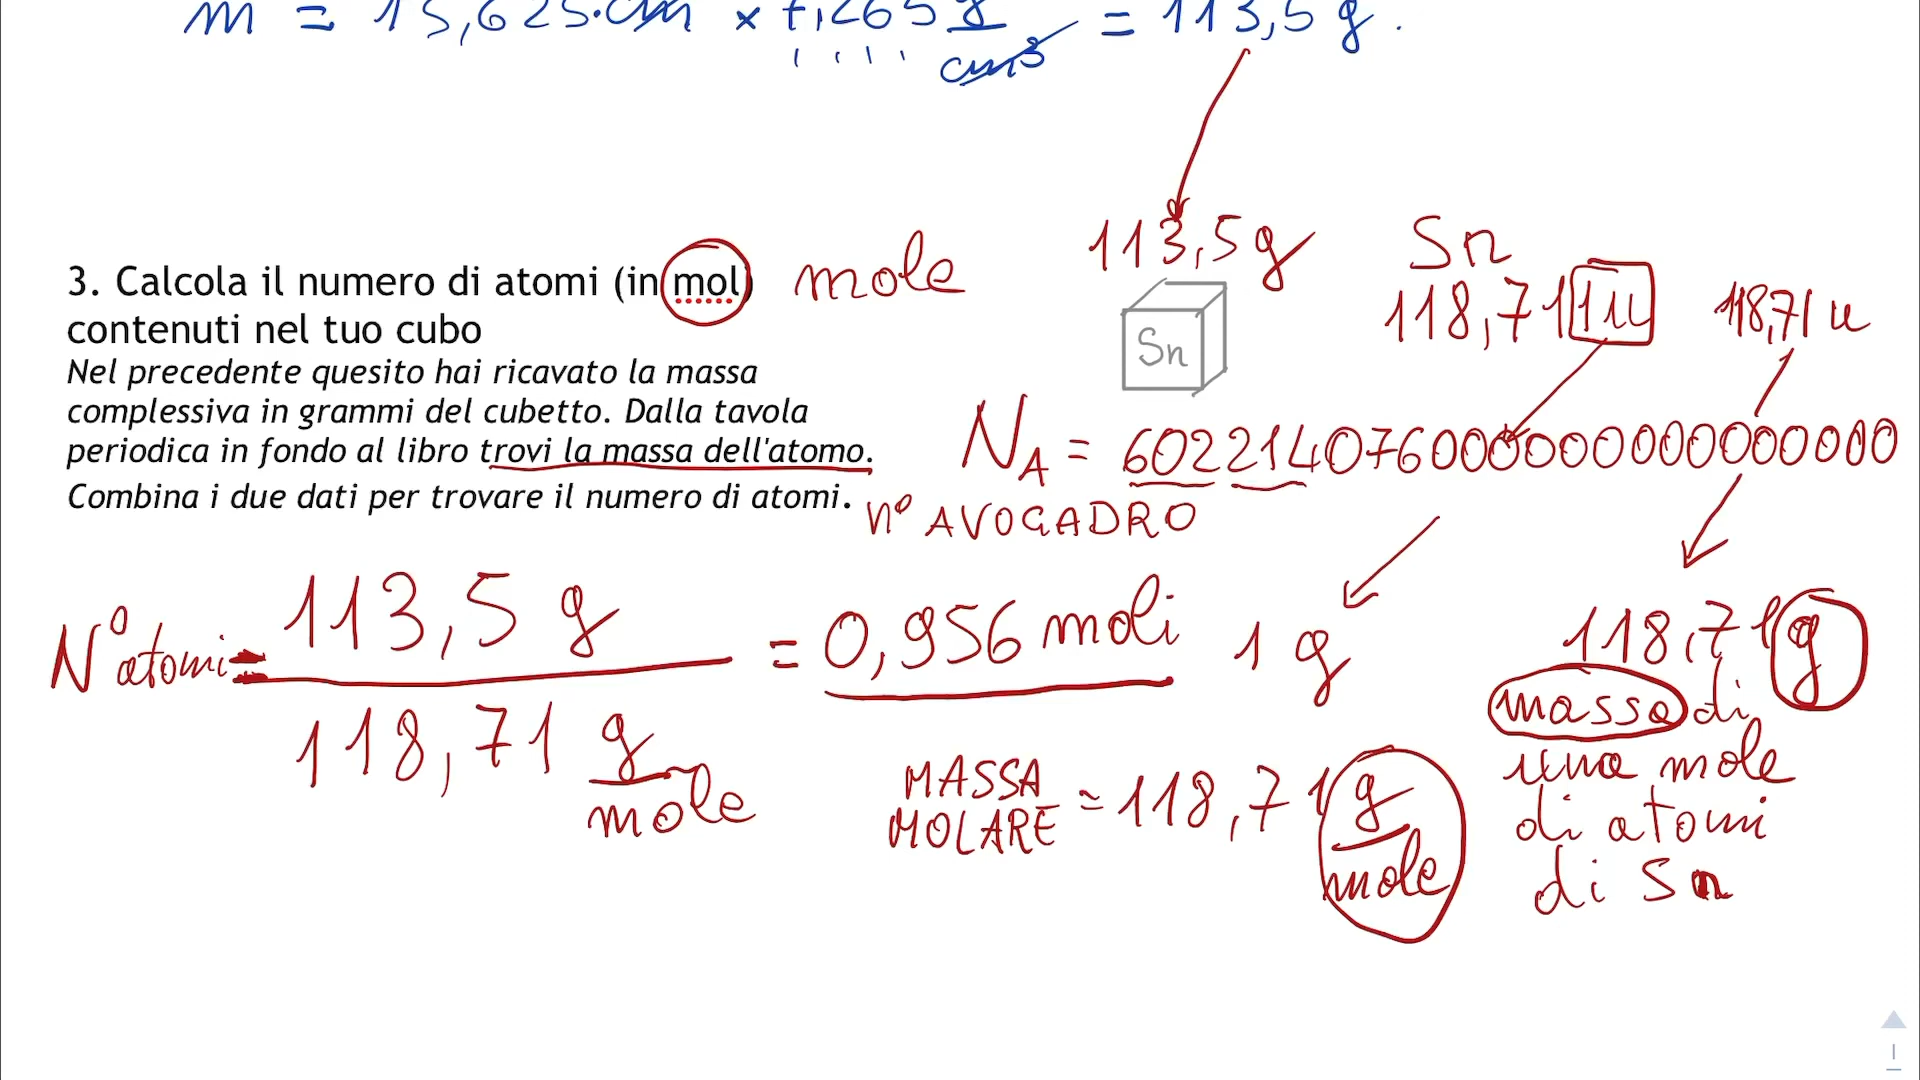 m = 15,625 cm³ × 7,265 g/cm³ = 113,5 g.
3. Calcola il numero di atomi (in mol)
contenuti nel tuo cubo
Nel precedente quesito hai ricavato la massa
complessiva in grammi del cubetto. Dalla tavola
periodica in fondo al libro trovi la massa dell'atomo.
Combina i due dati per trovare il numero di atomi.
mole
113,5 g
Sn
Sn
118,71 1u
118,71 u
NA = 602214076000000000000000
n° AVOGADRO
N° atomi = 113,5 g / 118,71 g/mole = 0,956 moli
1 g
118,71 g
massa di
una mole
di atomi
di Sn
MASSA
MOLARE = 118,71 g/mole